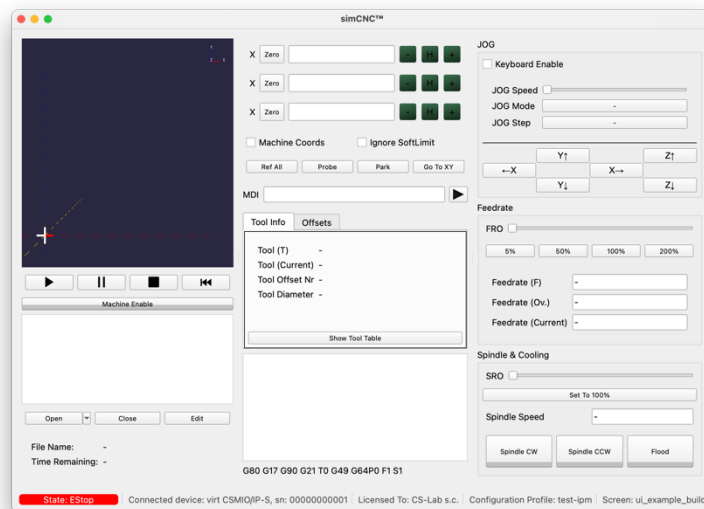 simCNC™
X Zero - H +
X Zero - H +
X Zero - H +
Machine Coords Ignore SoftLimit
Ref All Probe Park Go To XY
MDI
Tool Info Offsets
Tool (T) -
Tool (Current) -
Tool Offset Nr -
Tool Diameter -
Show Tool Table
Machine Enable
Open Close Edit
File Name: -
Time Remaining: -
G80 G17 G90 G21 T0 G49 G64P0 F1 S1
JOG
Keyboard Enable
JOG Speed
JOG Mode -
JOG Step -
Y↑ Z↑
←X X→
Y↓ Z↓
Feedrate
FRO
5% 50% 100% 200%
Feedrate (F) -
Feedrate (Ov.) -
Feedrate (Current) -
Spindle & Cooling
SRO
Set To 100%
Spindle Speed -
Spindle CW Spindle CCW Flood
State: EStop Connected device: virt CSMIO/IP-S, sn: 00000000001 Licensed To: CS-Lab s.c. Configuration Profile: test-ipm Screen: ui_example_build